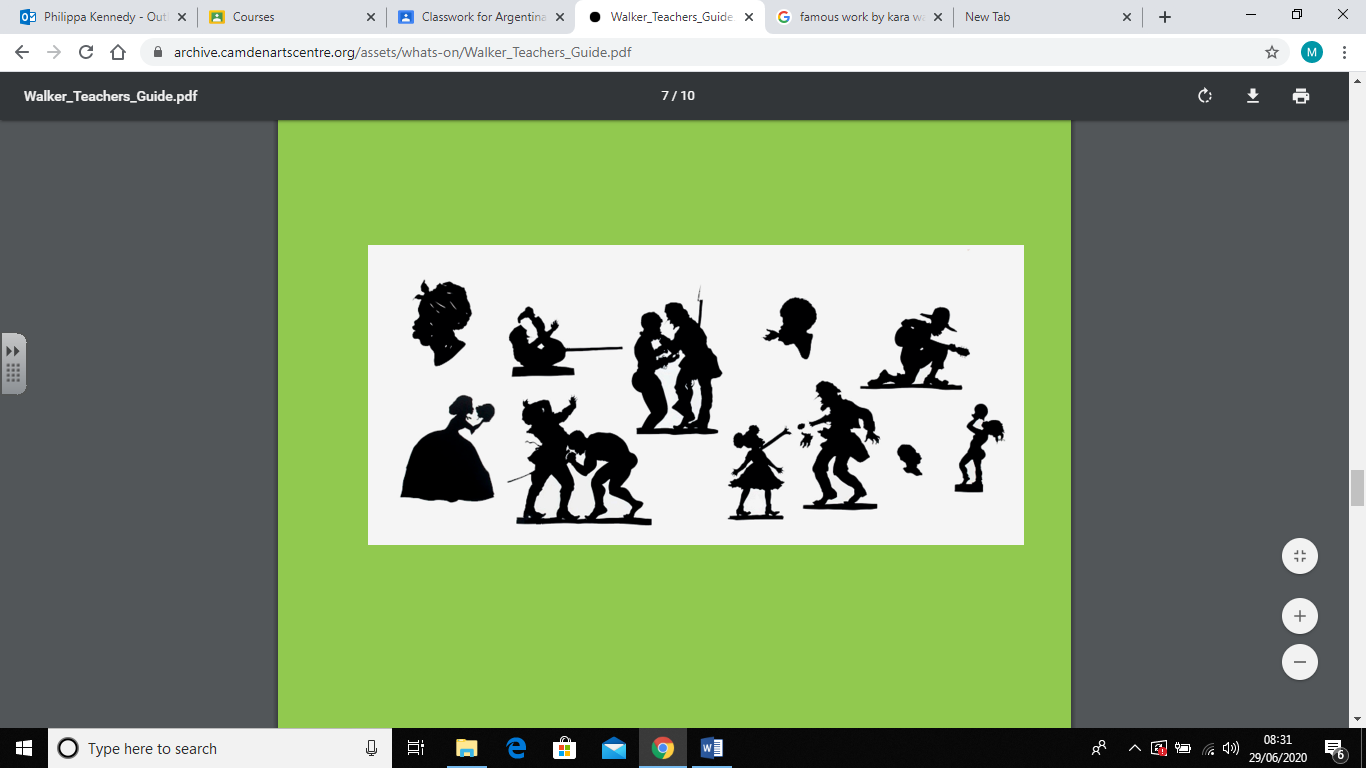 Philippa Kennedy - Out
Courses
Classwork for Argentina
Walker_Teachers_Guide
famous work by kara wa
New Tab
archive.camdenartscentre.org/assets/whats-on/Walker_Teachers_Guide.pdf
M
Walker_Teachers_Guide.pdf
7 / 10
Type here to search
08:31
29/06/2020
6